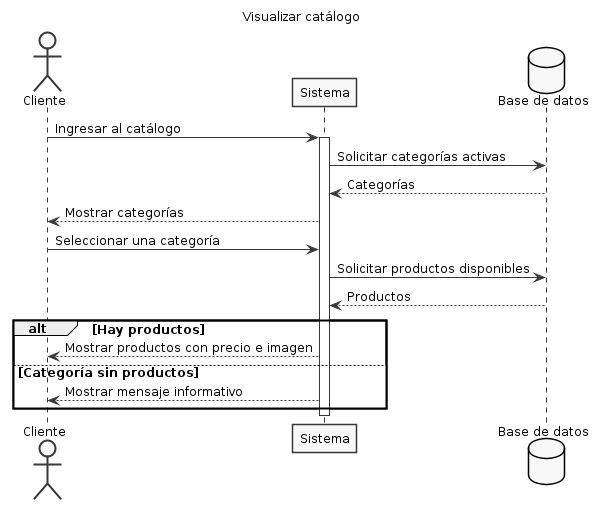 Visualizar catálogo
Cliente
Sistema
Base de datos
Ingresar al catálogo
Solicitar categorías activas
Categorías
Mostrar categorías
Seleccionar una categoría
Solicitar productos disponibles
Productos
alt [Hay productos]
Mostrar productos con precio e imagen
[Categoría sin productos]
Mostrar mensaje informativo
Cliente
Sistema
Base de datos